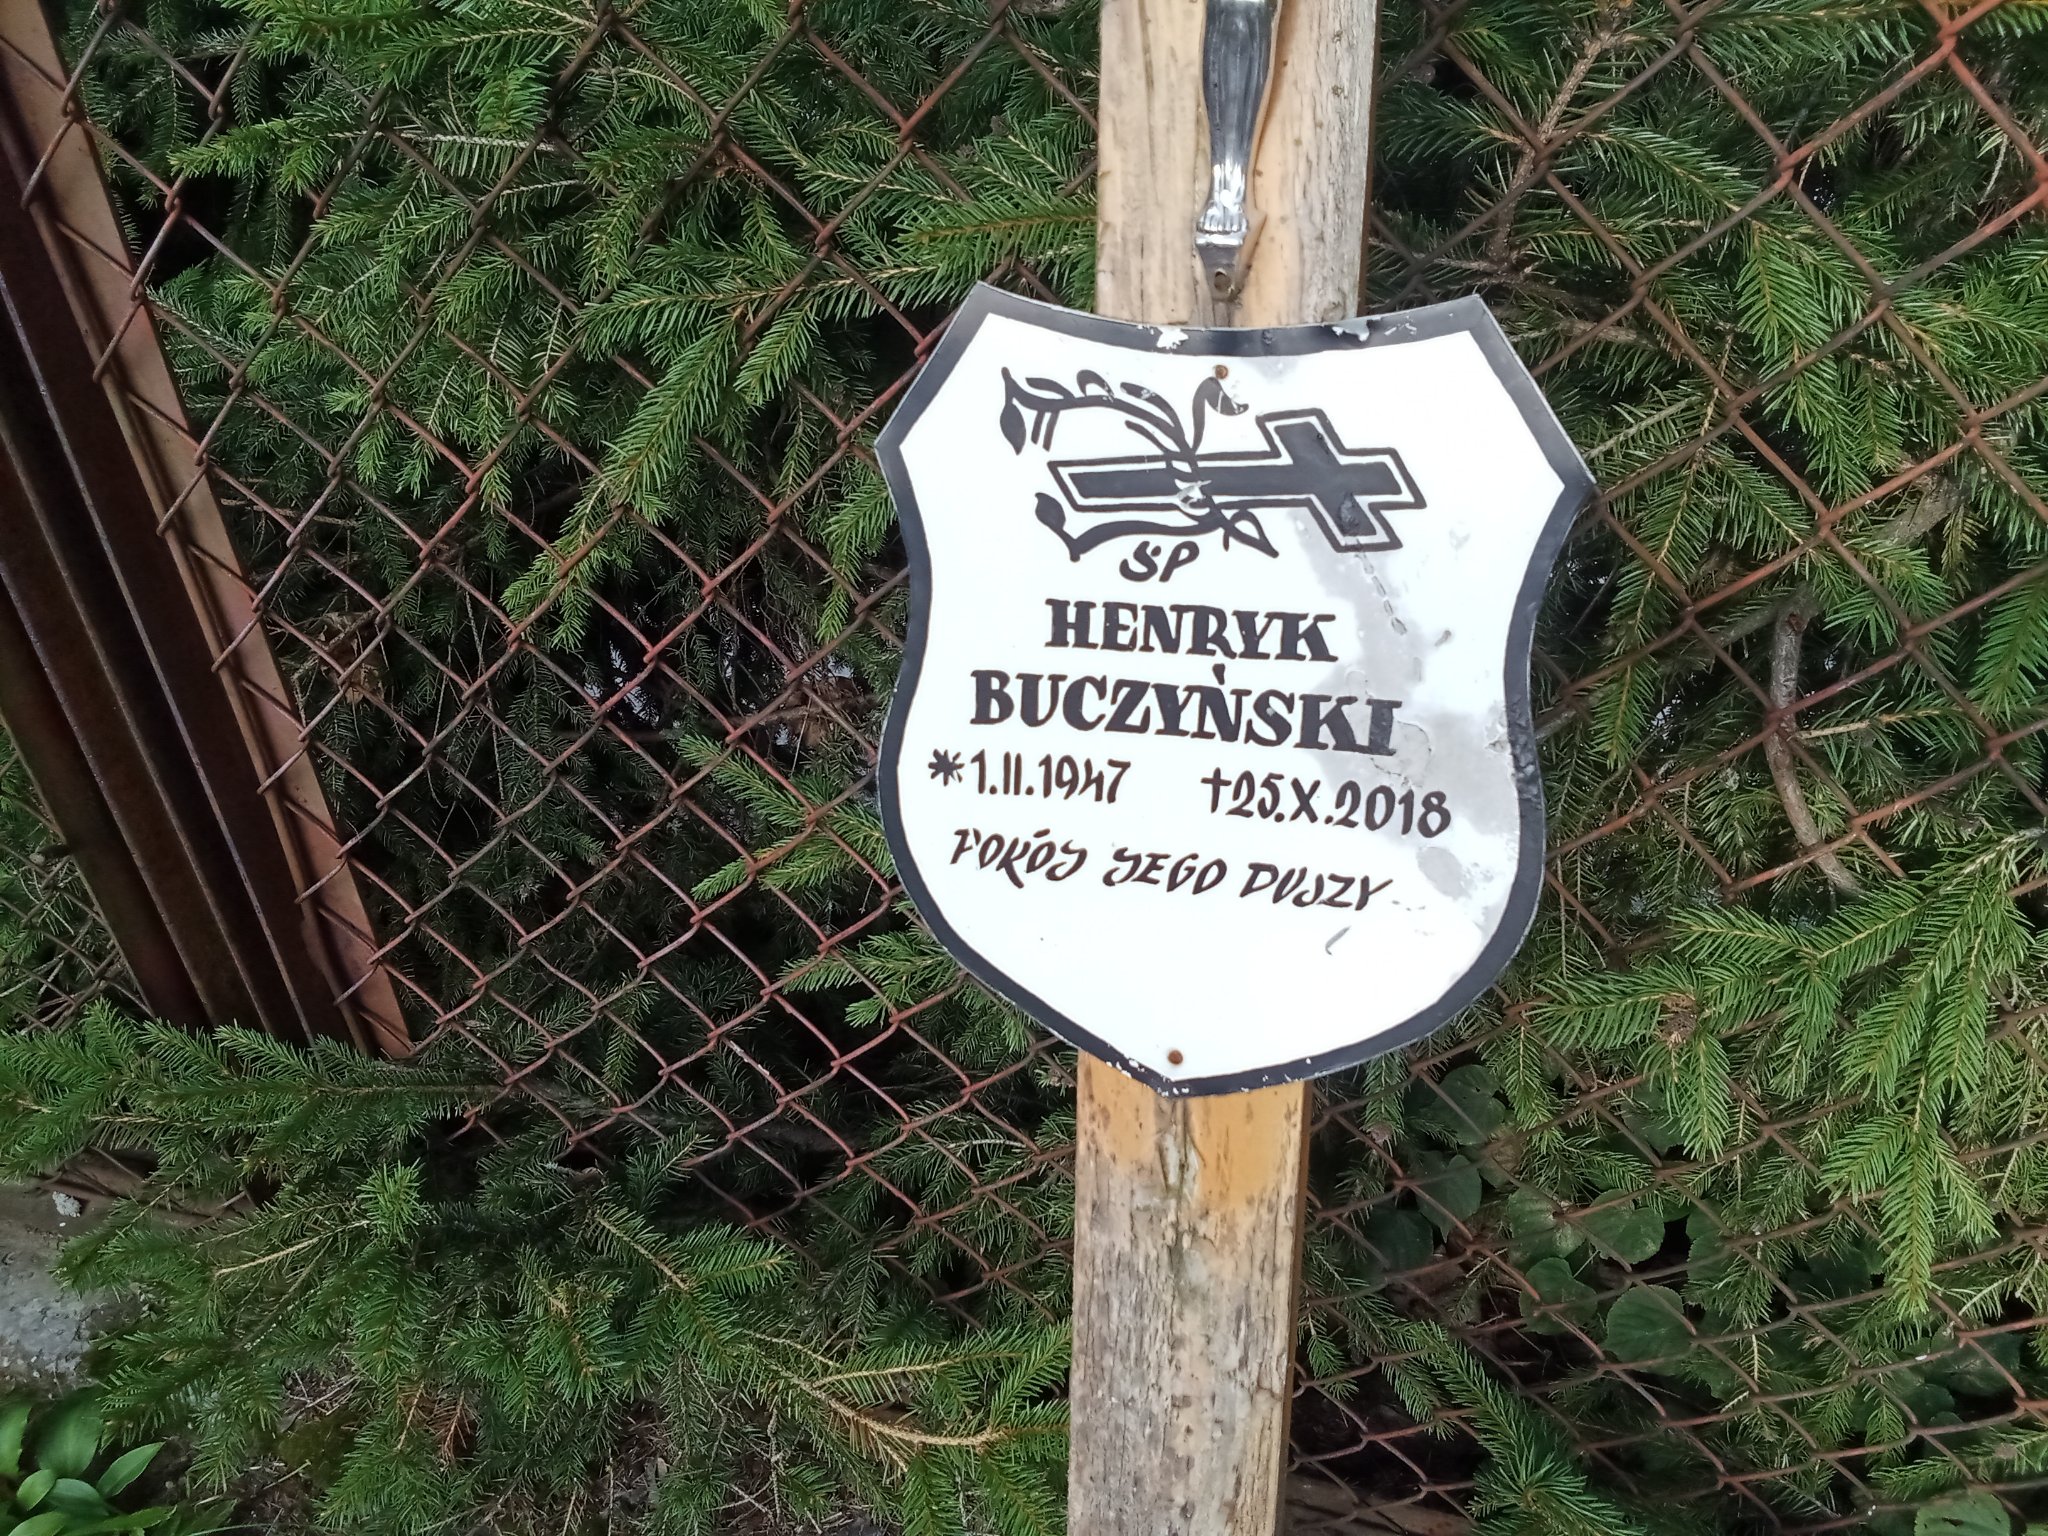 ŚP
HENRYK
BUCZYŃSKI
*1.II.1947 †25.X.2018
POKÓJ JEGO DUSZY